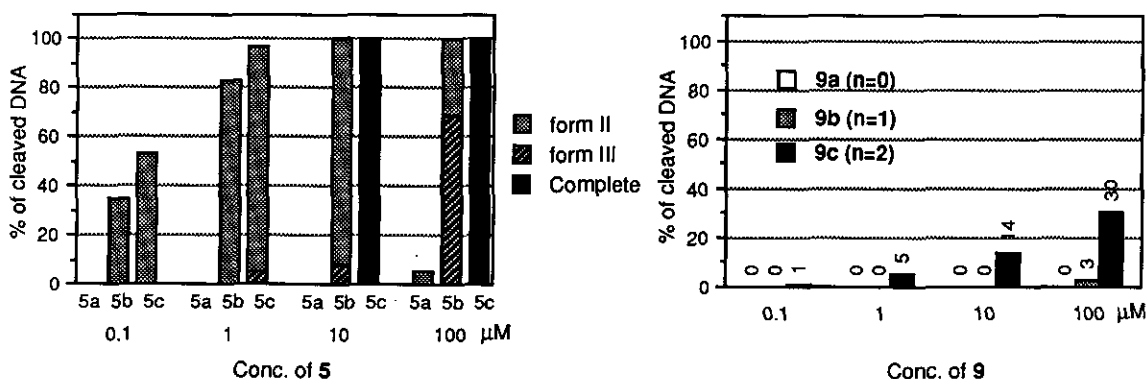 % of cleaved DNA
100
80
60
40
20
0
5a 5b 5c 5a 5b 5c 5a 5b 5c 5a 5b 5c
0.1 1 10 100 μM
Conc. of 5
form II
form III
Complete
% of cleaved DNA
100
80
60
40
20
0
9a (n=0)
9b (n=1)
9c (n=2)
0 0 1 0 0 5 0 0 14 0 3 30
0.1 1 10 100 μM
Conc. of 9